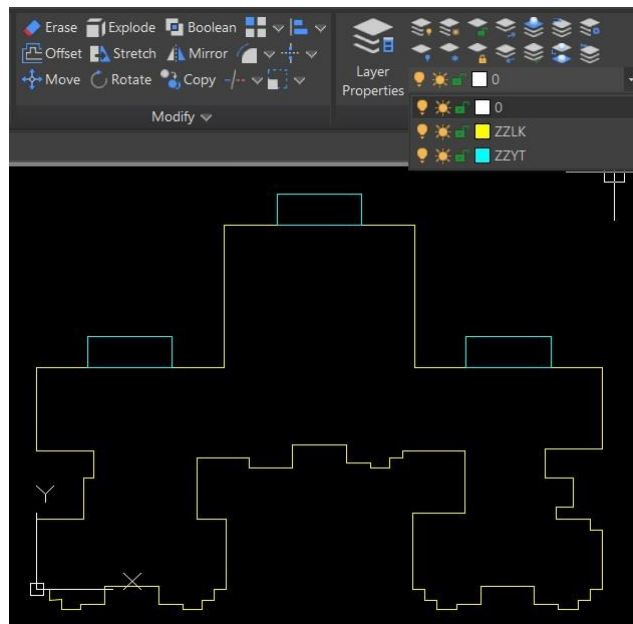 Erase Explode Boolean
Offset Stretch Mirror
Move Rotate Copy
Modify
Layer
Properties
0
0
ZZLK
ZZYT
Y
X